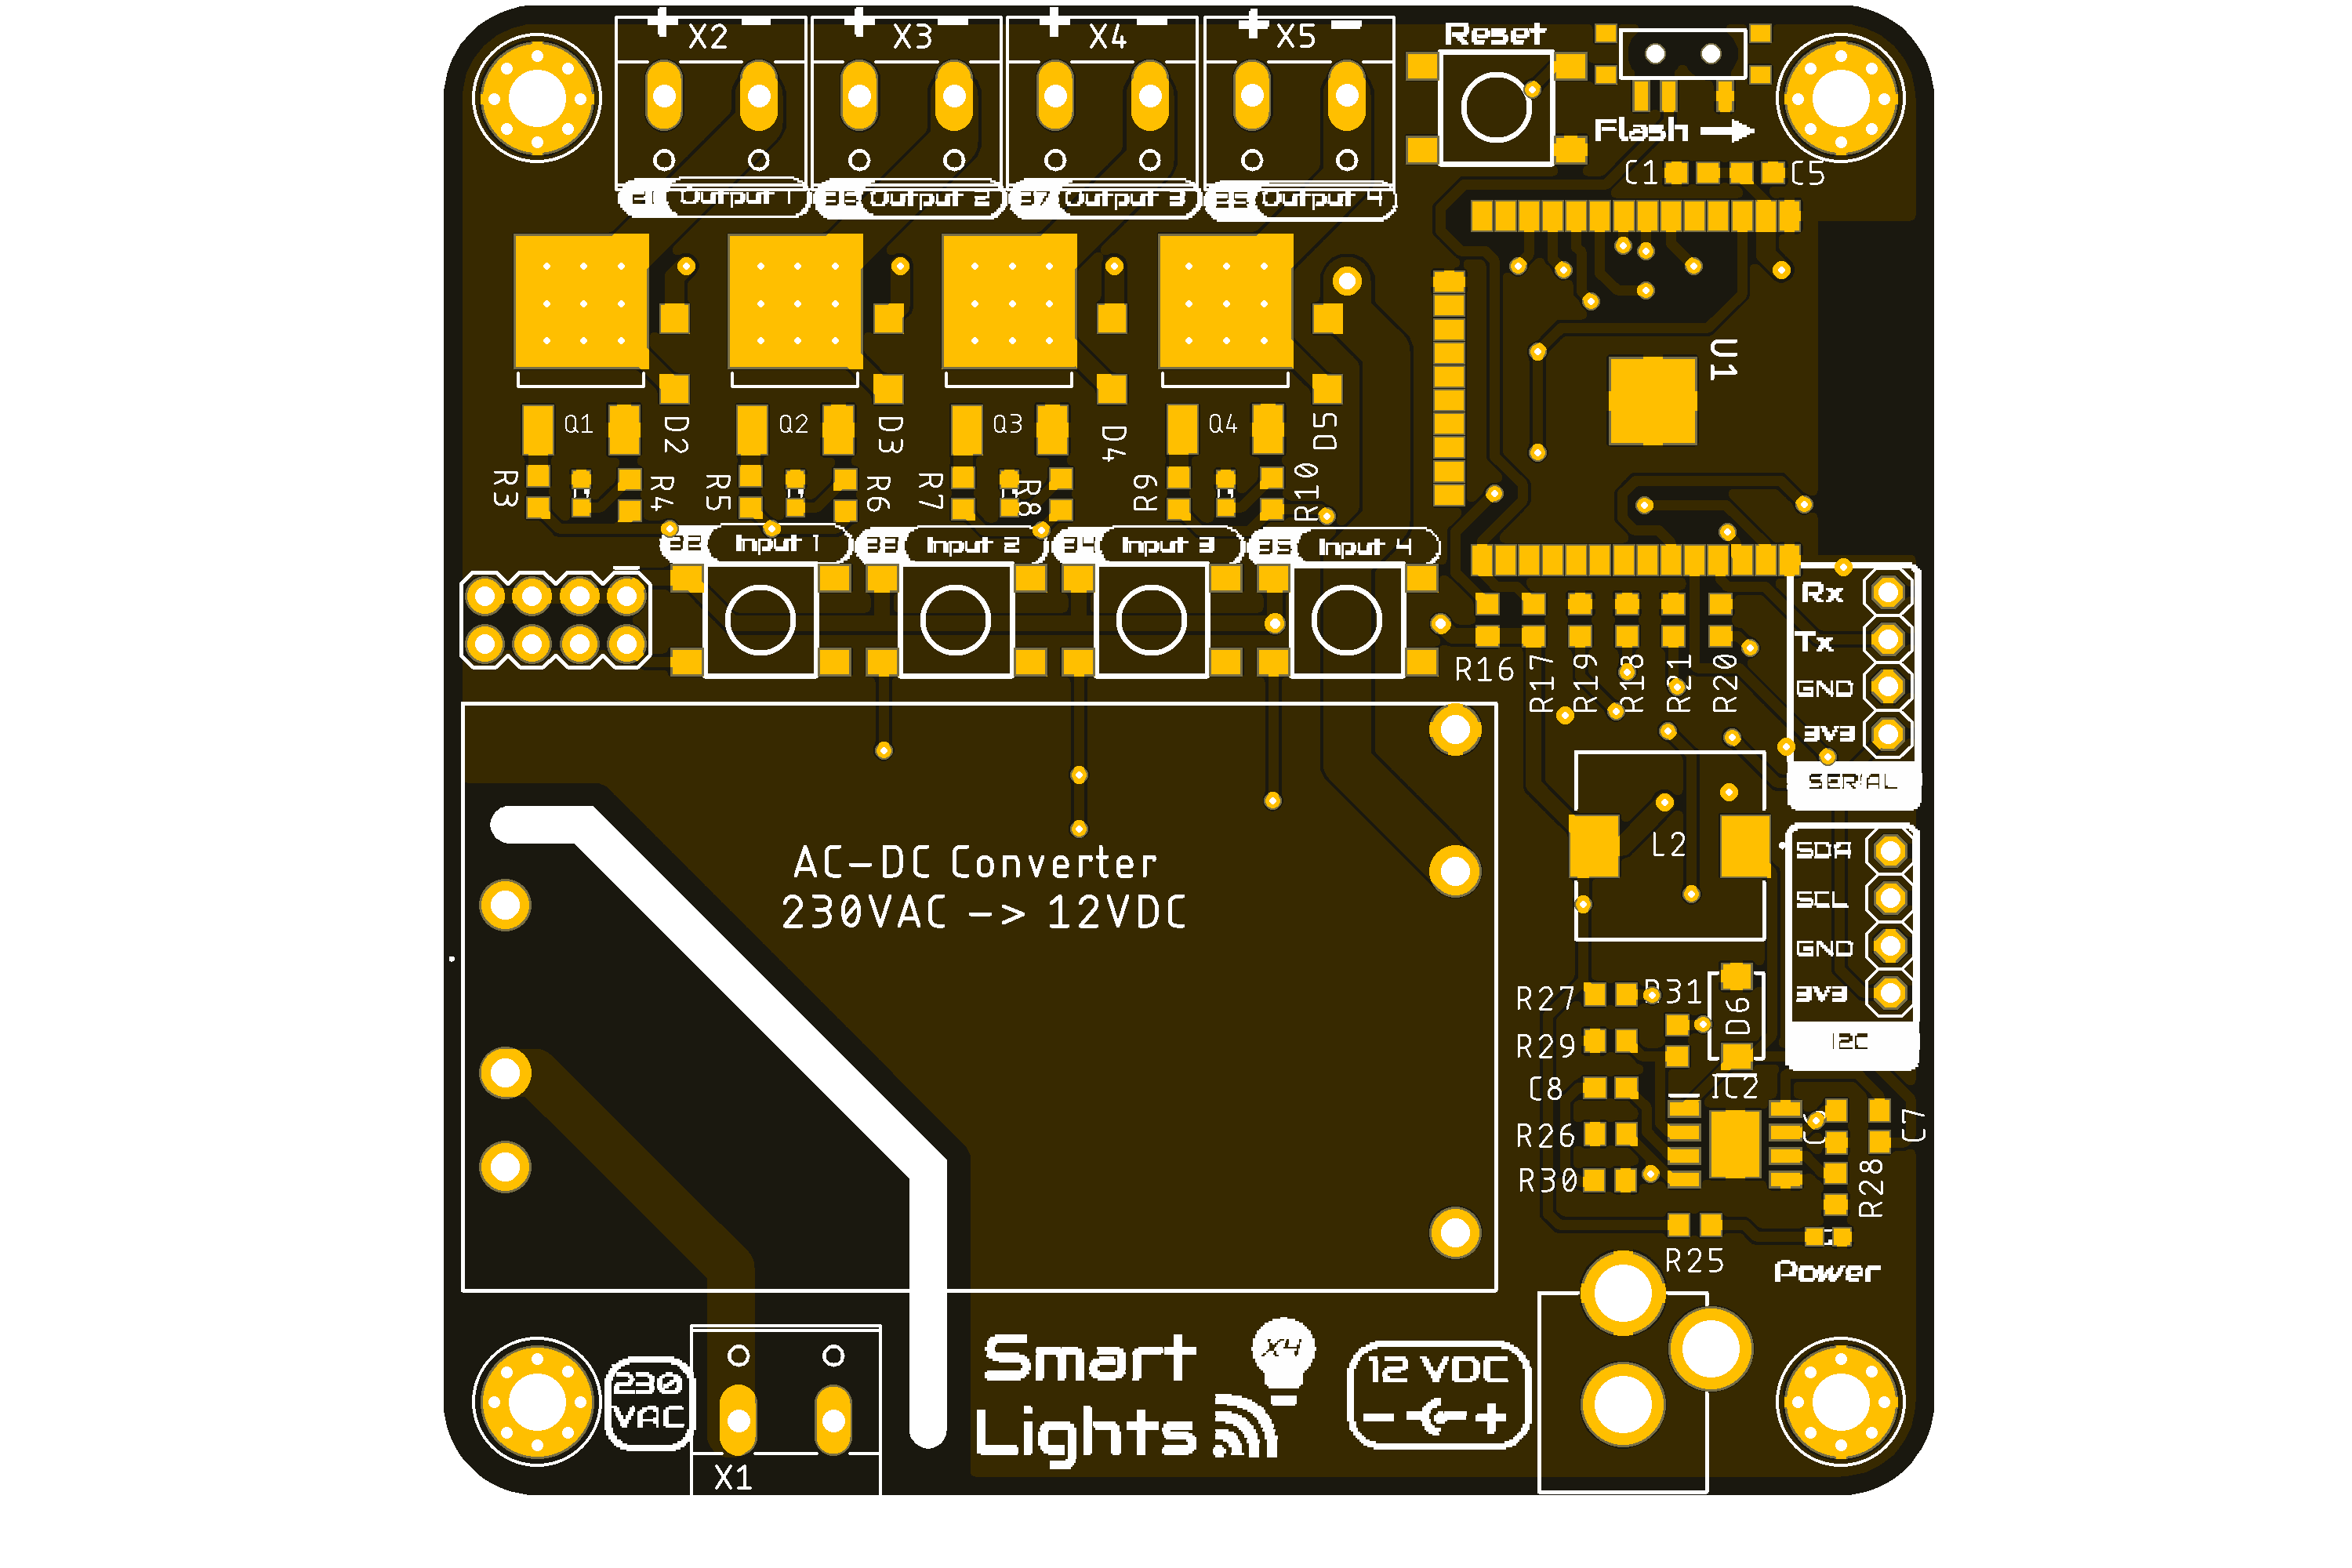 + - + - + - + -
X2 X3 X4 X5
Reset
Flash
C1 C5
Output 1
36 Output 2
37 Output 3
25 Output 4
U1
Q1 D2 Q2 D3 Q3 D4 Q4 D5
R3 R4 R5 R6 R7 R8 R9 R10
32 Input 1
33 Input 2
34 Input 3
35 Input 4
Rx
Tx
GND
3V3
SERIAL
R16 R17 R19 R18 R21 R20
L2
AC-DC Converter
230VAC -> 12VDC
SDA
SCL
GND
3V3
I2C
R27 R31 D6
R29
C8 IC2
R26 C6 C7
R30 R28
R25
Power
Smart
Lights
X4
12 VDC
- +
230
VAC
X1